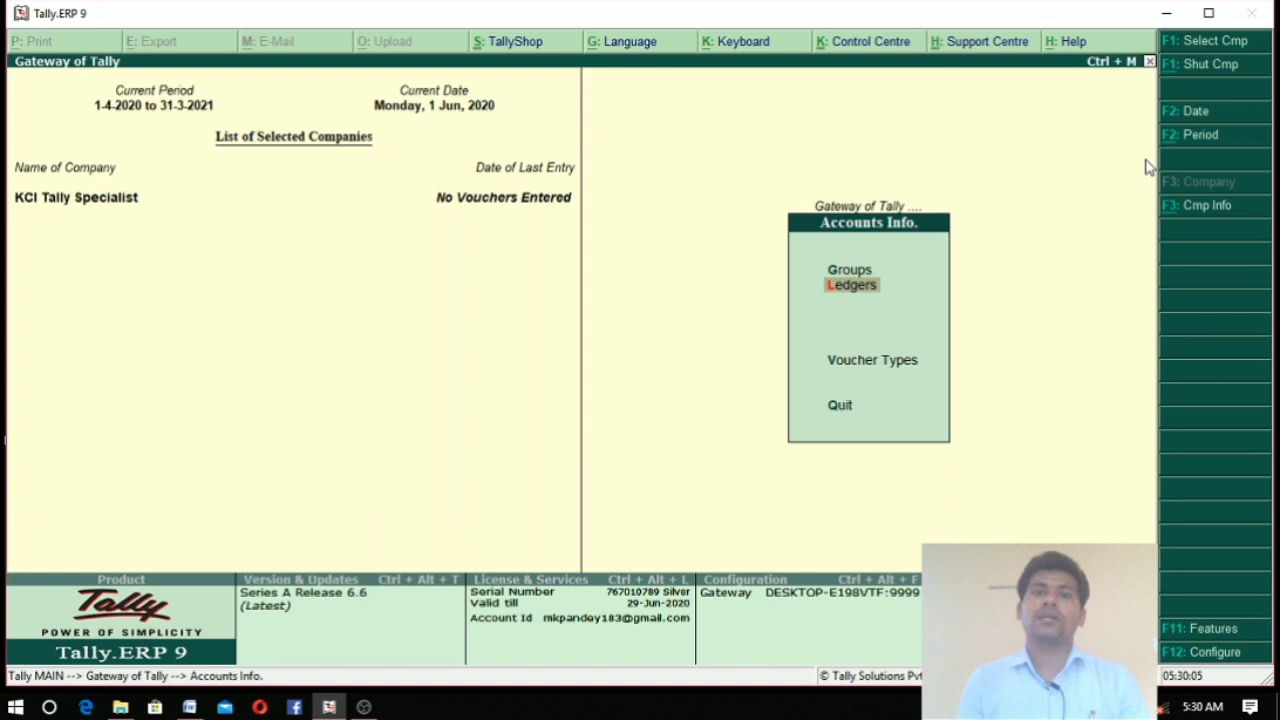 Tally.ERP 9
P: Print E: Export M: E-Mail O: Upload S: TallyShop G: Language K: Keyboard K: Control Centre H: Support Centre H: Help
F1: Select Cmp
F1: Shut Cmp
F2: Date
F2: Period
F3: Company
F3: Cmp Info
F11: Features
F12: Configure
Gateway of Tally Ctrl + M
Current Period Current Date
1-4-2020 to 31-3-2021 Monday, 1 Jun, 2020
List of Selected Companies
Name of Company Date of Last Entry
KCI Tally Specialist No Vouchers Entered
Gateway of Tally ....
Accounts Info.
Groups
Ledgers
Voucher Types
Quit
Product
Tally
POWER OF SIMPLICITY
Tally.ERP 9
Version & Updates Ctrl + Alt + T
Series A Release 6.6
(Latest)
License & Services Ctrl + Alt + L
Serial Number 767010789 Silver
Valid till 29-Jun-2020
Account Id mkpandey183@gmail.com
Configuration Ctrl + Alt + F
Gateway DESKTOP-E198VTF:9999
Tally MAIN --> Gateway of Tally --> Accounts Info. © Tally Solutions Pvt 05:30:05
5:30 AM